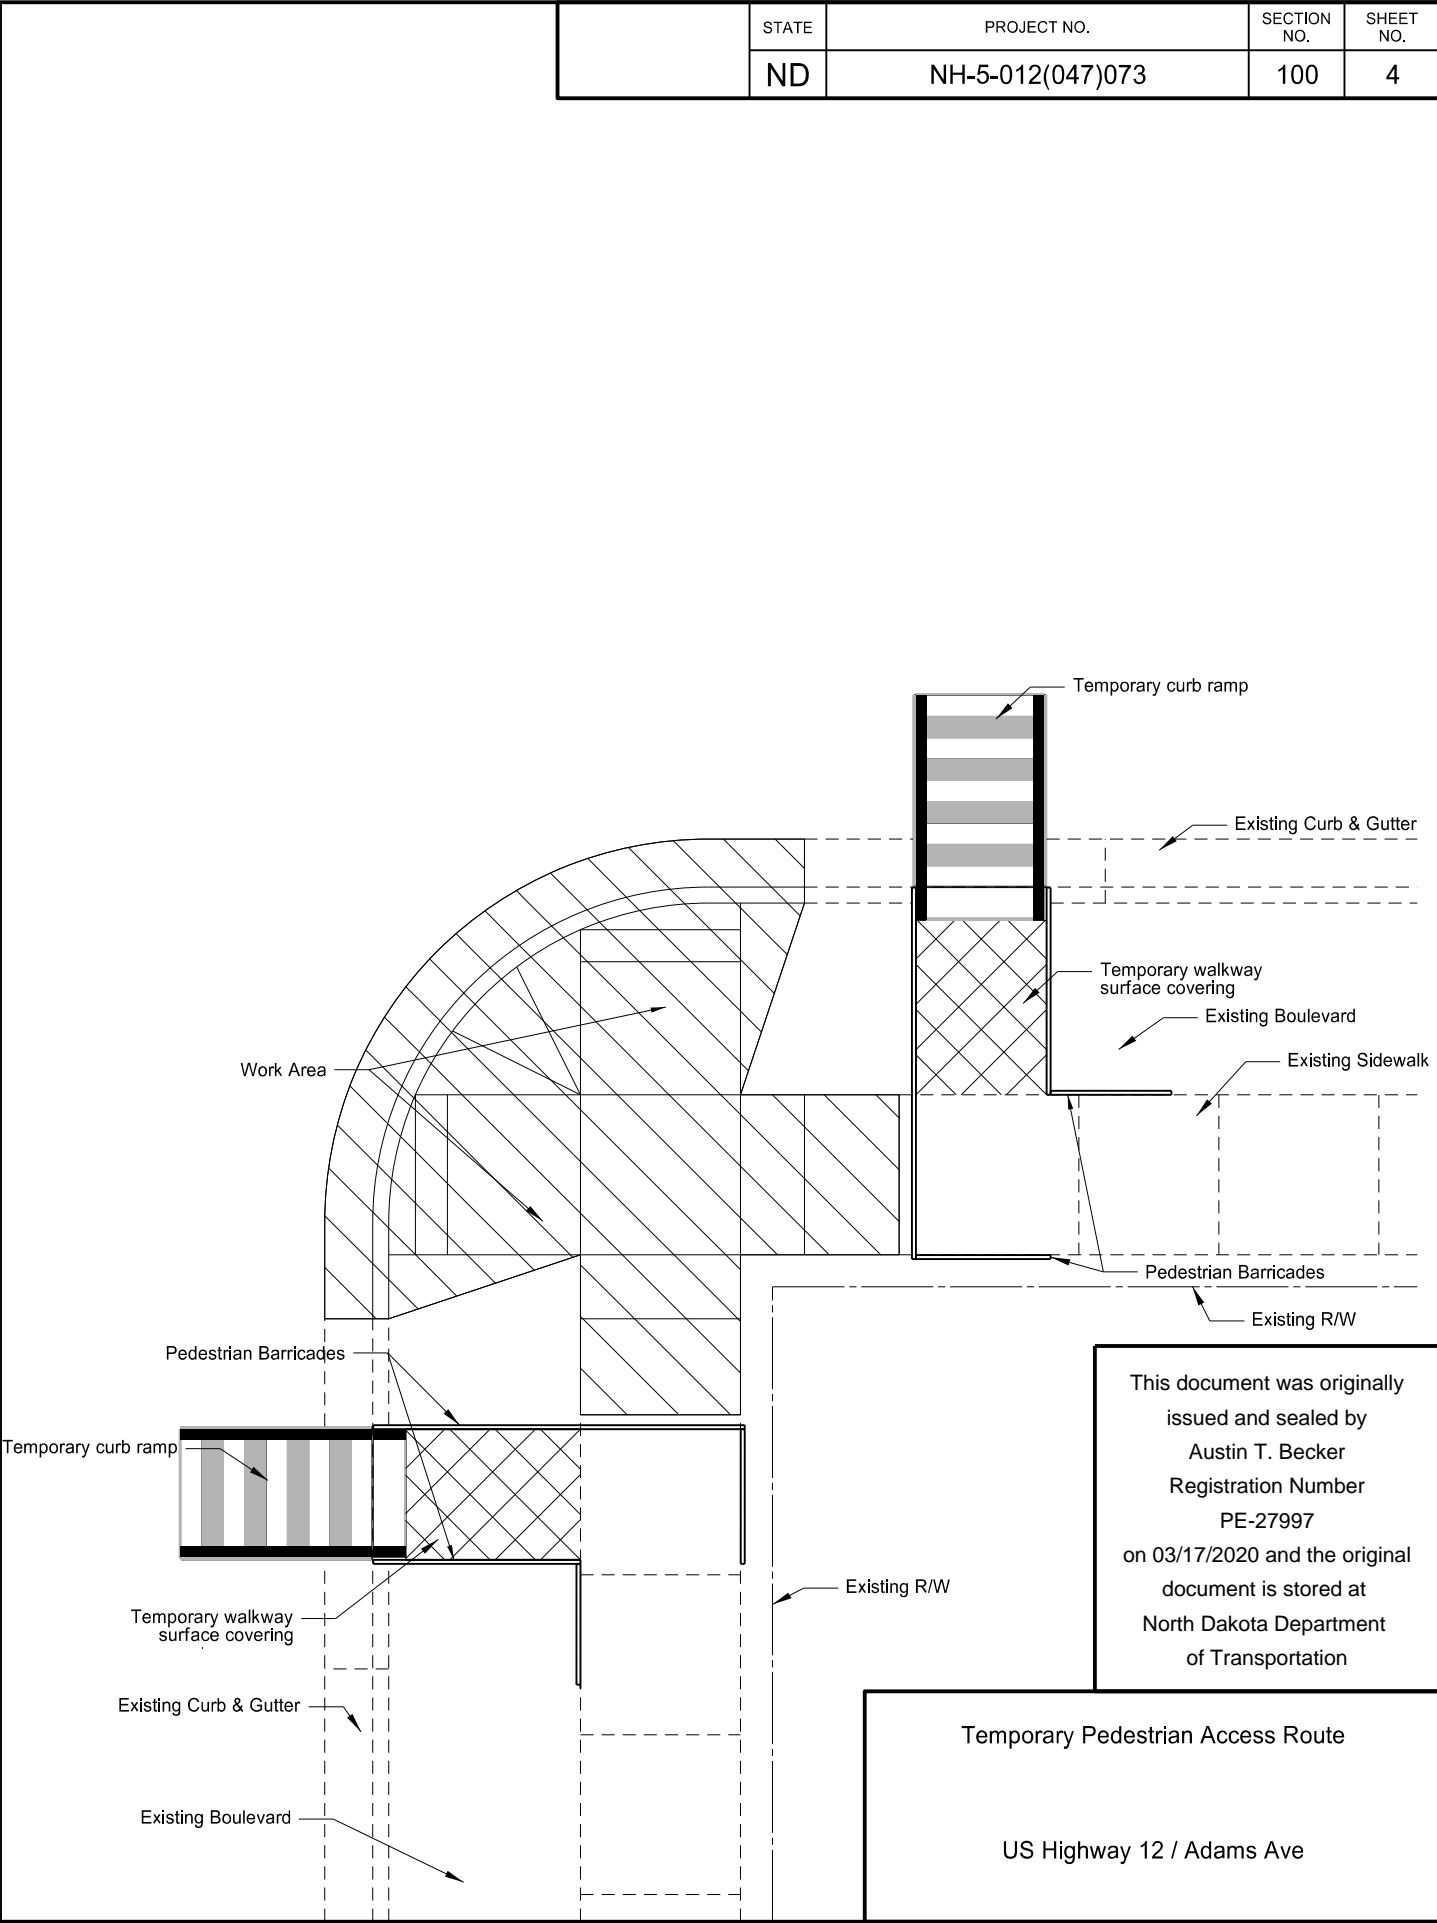 STATE
PROJECT NO.
SECTION
NO.
SHEET
NO.
ND
NH-5-012(047)073
100
4
Temporary curb ramp
Existing Curb & Gutter
Temporary walkway
surface covering
Existing Boulevard
Existing Sidewalk
Work Area
Pedestrian Barricades
Existing R/W
Pedestrian Barricades
Temporary curb ramp
Existing R/W
Temporary walkway
surface covering
Existing Curb & Gutter
Existing Boulevard
This document was originally
issued and sealed by
Austin T. Becker
Registration Number
PE-27997
on 03/17/2020 and the original
document is stored at
North Dakota Department
of Transportation
Temporary Pedestrian Access Route
US Highway 12 / Adams Ave